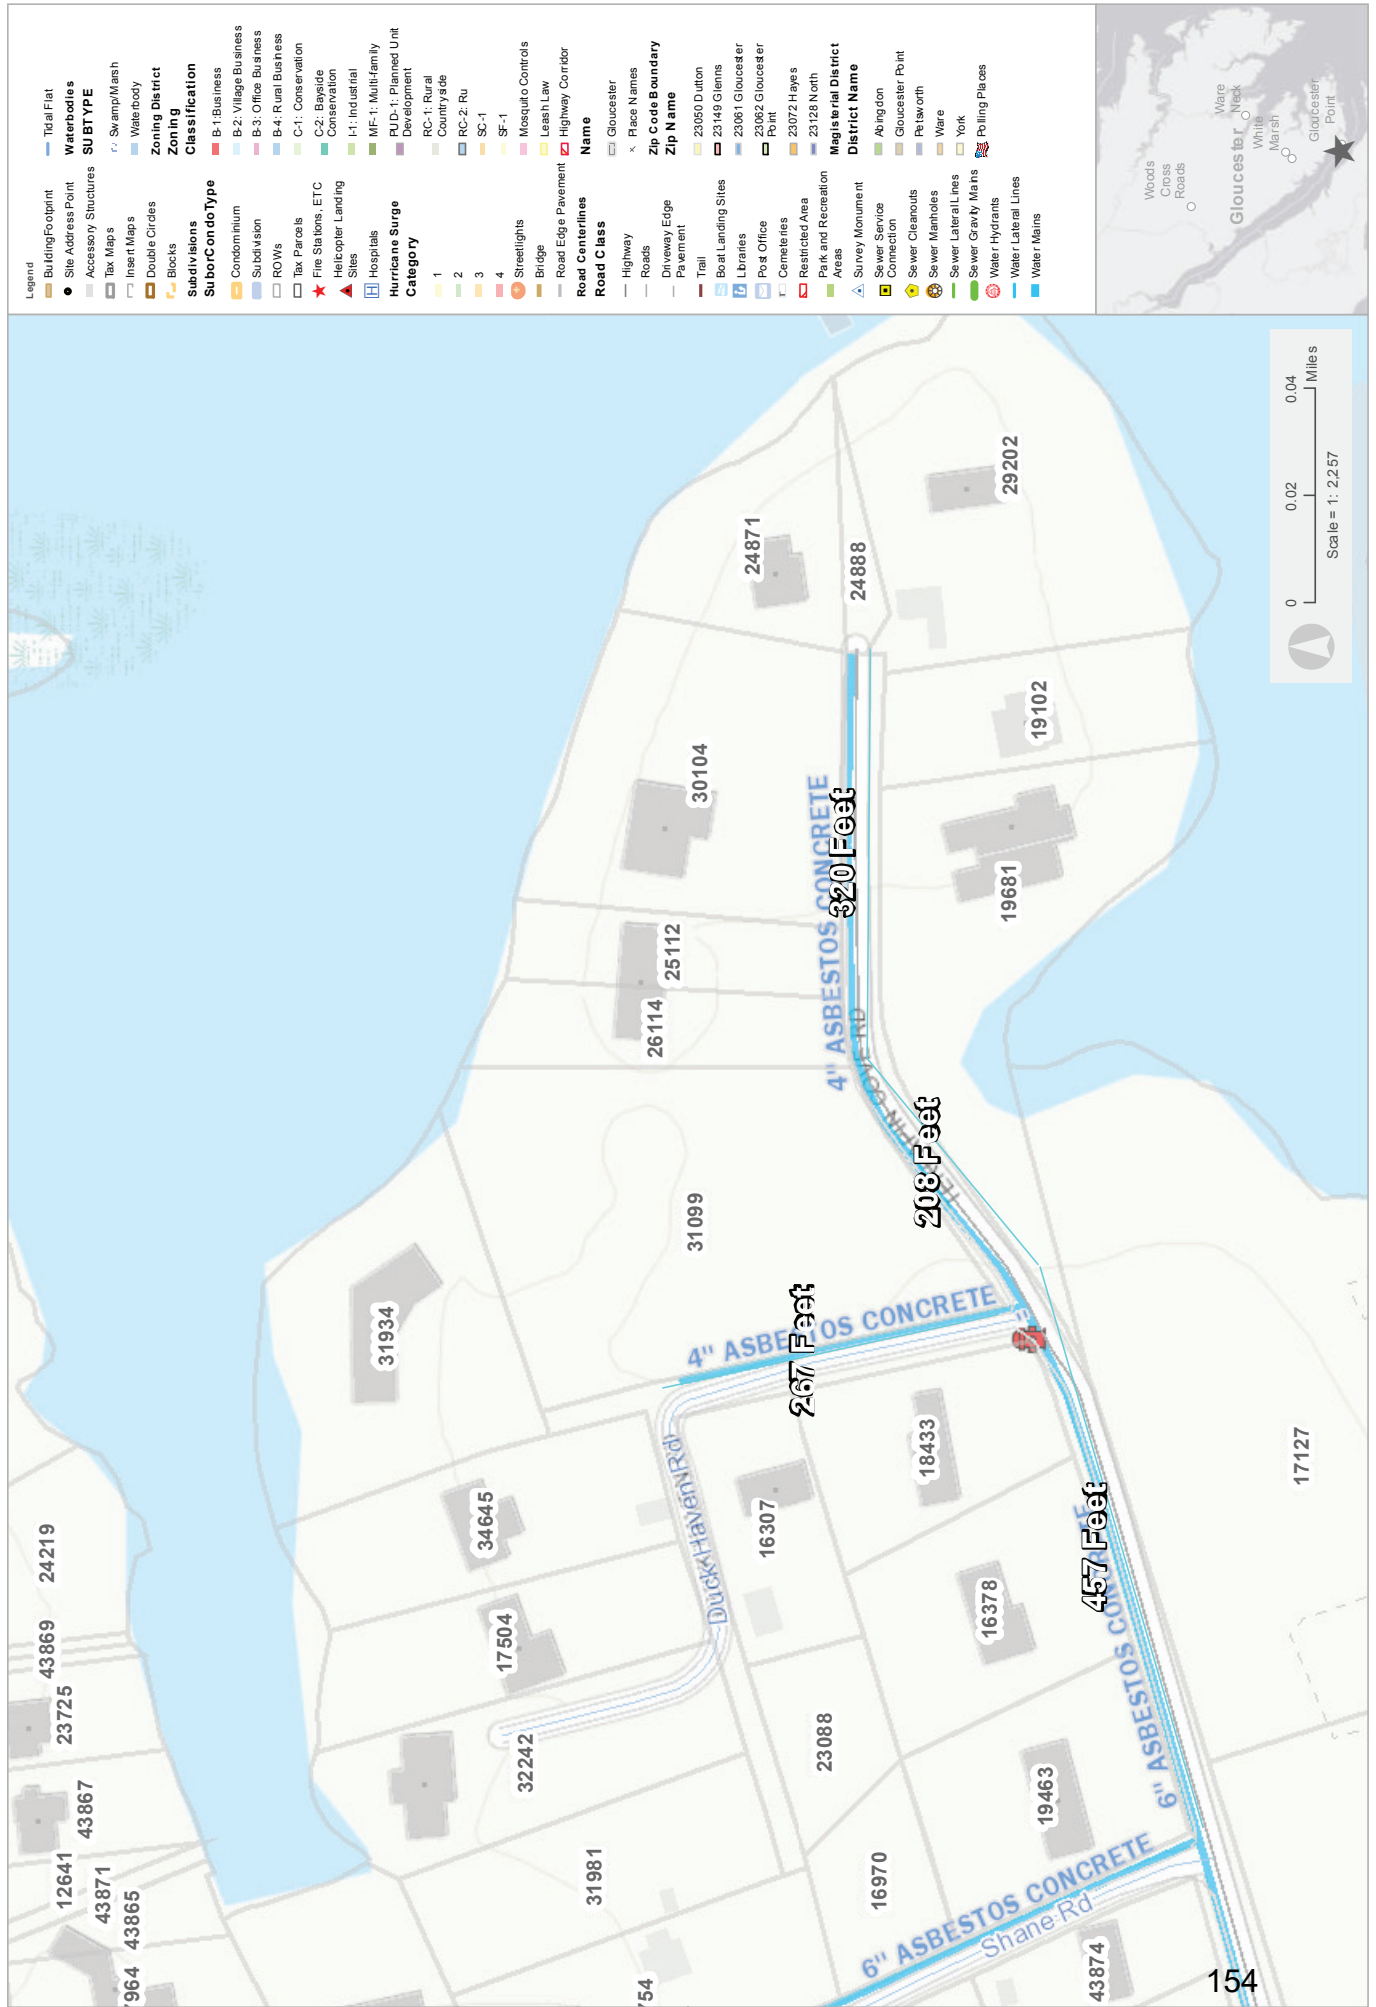 Legend
BuildingFootprint
Site Address Point
Accessory Structures
Tax Maps
Insert Maps
Double Circles
Blocks
Subdivisions
SuborCondoType
Condominium
Subdivision
ROWs
Tax Parcels
Fire Stations, ETC
Helicopter Landing
Sites
Hospitals
Hurricane Surge
Category
1
2
3
4
Streetlights
Bridge
Road Edge Pavement
Road Centerlines
Road Class
Highway
Roads
Driveway Edge
Pavement
Trail
Boat Landing Sites
Libraries
Post Office
Cemeteries
Restricted Area
Park and Recreation
Areas
Survey Monument
Sewer Service
Connection
Sewer Cleanouts
Sewer Manholes
Sewer Lateral Lines
Sewer Gravity Mains
Water Hydrants
Water Lateral Lines
Water Mains
Tidal Flat
Waterbodies
SUBTYPE
Swamp/Marsh
Waterbody
Zoning District
Zoning
Classification
B-1:Business
B-2: Village Business
B-3: Office Business
B-4: Rural Business
C-1: Conservation
C-2: Bayside
Conservation
I-1: Industrial
MF-1: Multi-family
PUD-1: Planned Unit
Development
RC-1: Rural
Countryside
RC-2: Ru
SC-1
SF-1
Mosquito Controls
Leash Law
Highway Corridor
Name
Gloucester
Place Names
Zip Code Boundary
Zip Name
23050 Dutton
23149 Glenns
23061 Gloucester
23062 Gloucester
Point
23072 Hayes
23128 North
Magisterial District
District Name
Abingdon
Gloucester Point
Petsworth
Ware
York
Polling Places
Woods
Cross
Roads
Gloucester
Ware
Neck
White
Marsh
Gloucester
Point
24219
43869
23725
43867
12641
43871
43865
7964
31934
34645
17504
32242
31981
754
Duck Haven Rd
31099
26114
25112
30104
24871
24888
29202
19102
19681
4" ASBESTOS CONCRETE
320 Feet
208 Feet
4" ASBESTOS CONCRETE
267 Feet
16307
18433
16378
23088
19463
16970
6" ASBESTOS CONCRETE
457 Feet
6" ASBESTOS CONCRETE
Shane Rd
43874
17127
0 0.02 0.04
Miles
Scale = 1: 2,257
154